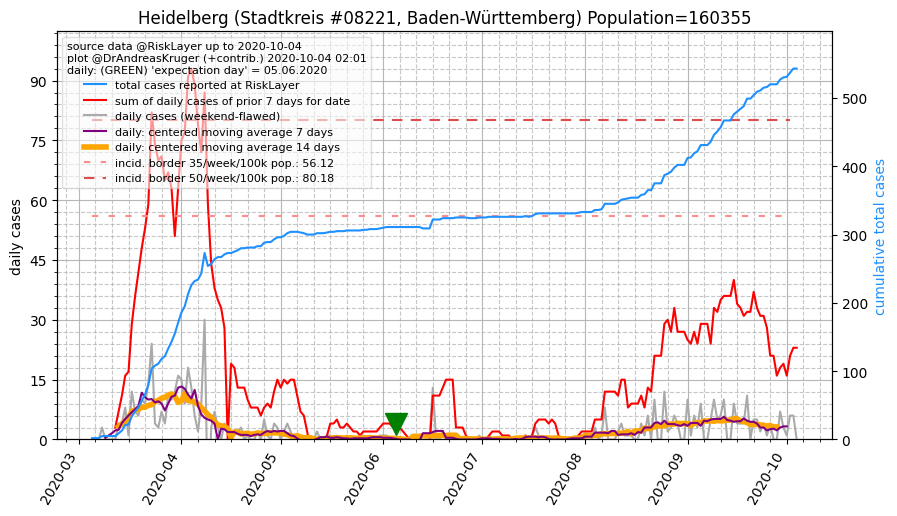 Heidelberg (Stadtkreis #08221, Baden-Württemberg) Population=160355
source data @RiskLayer up to 2020-10-04
plot @DrAndreasKruger (+contrib.) 2020-10-04 02:01
daily: (GREEN) 'expectation day' = 05.06.2020
total cases reported at RiskLayer
sum of daily cases of prior 7 days for date
daily cases (weekend-flawed)
daily: centered moving average 7 days
daily: centered moving average 14 days
incid. border 35/week/100k pop.: 56.12
incid. border 50/week/100k pop.: 80.18
daily cases
90
75
60
45
30
15
0
cumulative total cases
500
400
300
200
100
0
2020-03
2020-04
2020-05
2020-06
2020-07
2020-08
2020-09
2020-10